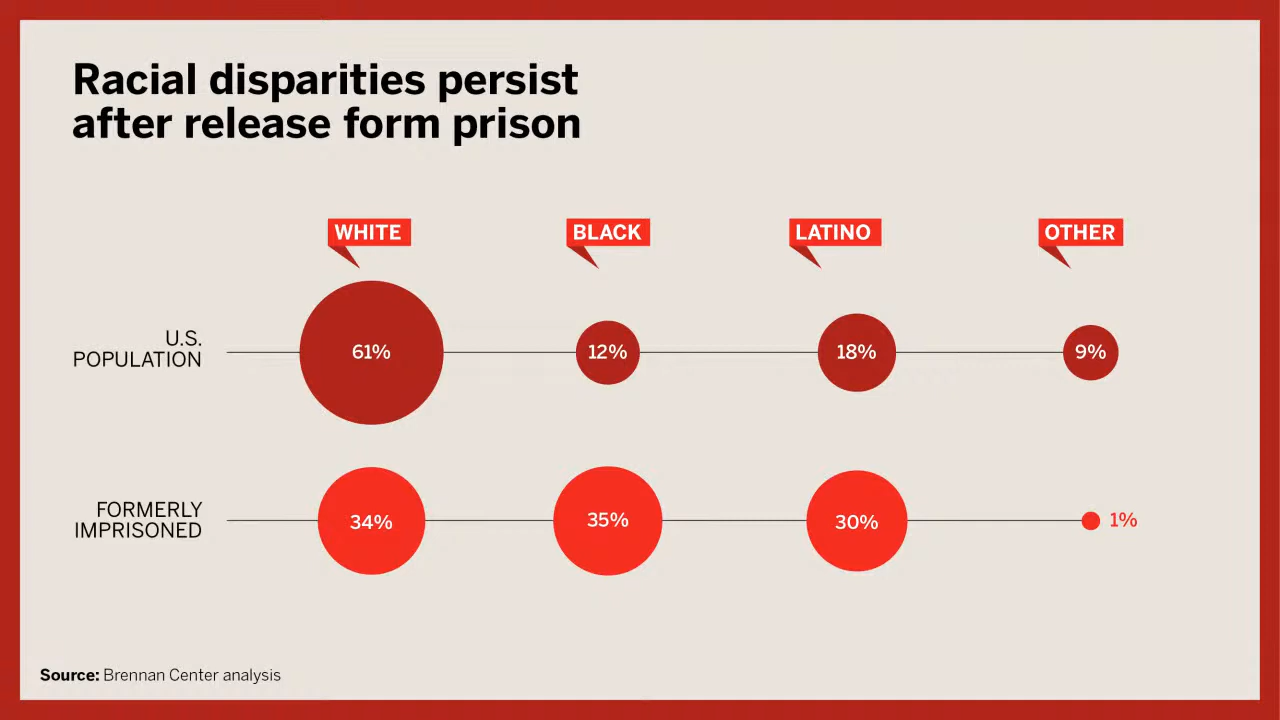 Racial disparities persist
after release form prison
WHITE
BLACK
LATINO
OTHER
U.S.
POPULATION
61%
12%
18%
9%
FORMERLY
IMPRISONED
34%
35%
30%
1%
Source: Brennan Center analysis